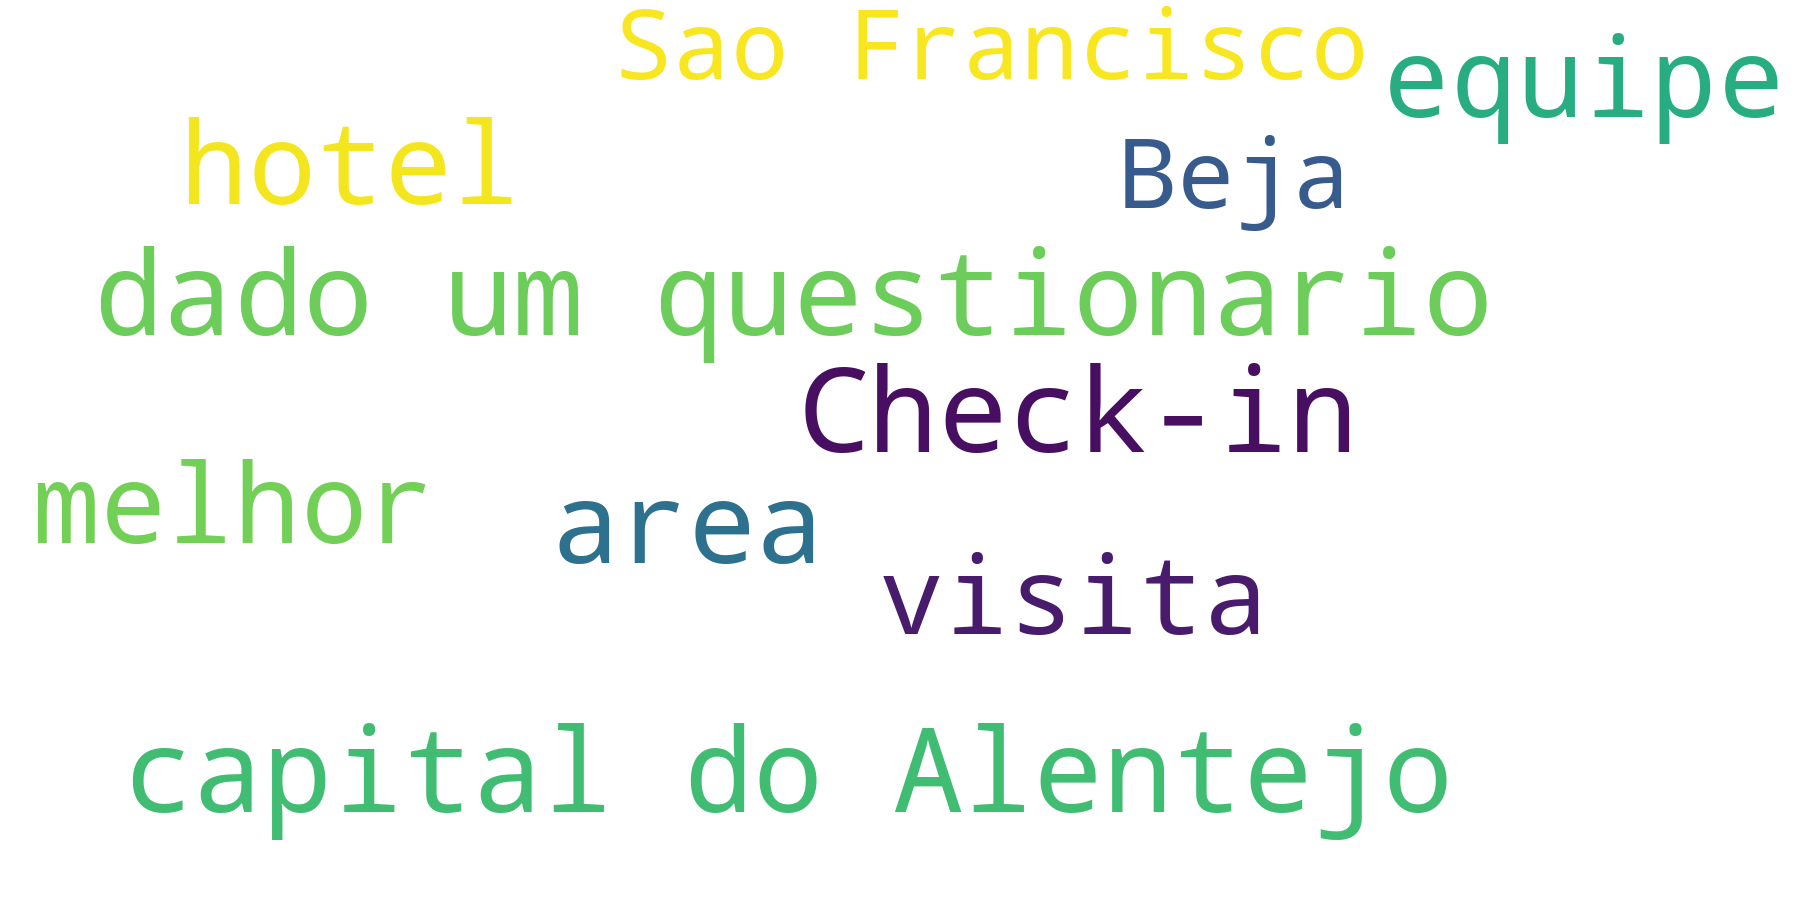 Sao Francisco
equipe
hotel
Beja
dado um questionario
Check-in
melhor
area
visita
capital do Alentejo